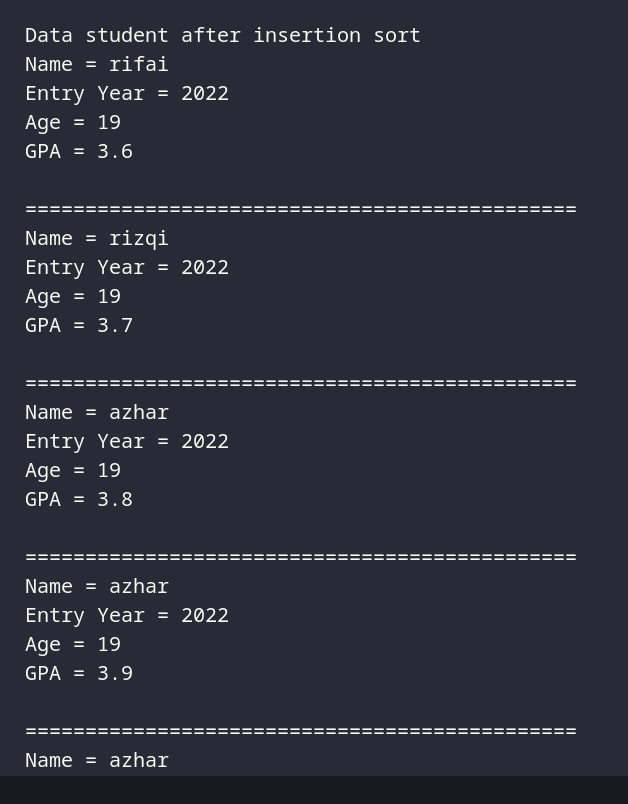 Data student after insertion sort
Name = rifai
Entry Year = 2022
Age = 19
GPA = 3.6
==============================================
Name = rizqi
Entry Year = 2022
Age = 19
GPA = 3.7
==============================================
Name = azhar
Entry Year = 2022
Age = 19
GPA = 3.8
==============================================
Name = azhar
Entry Year = 2022
Age = 19
GPA = 3.9
==============================================
Name = azhar